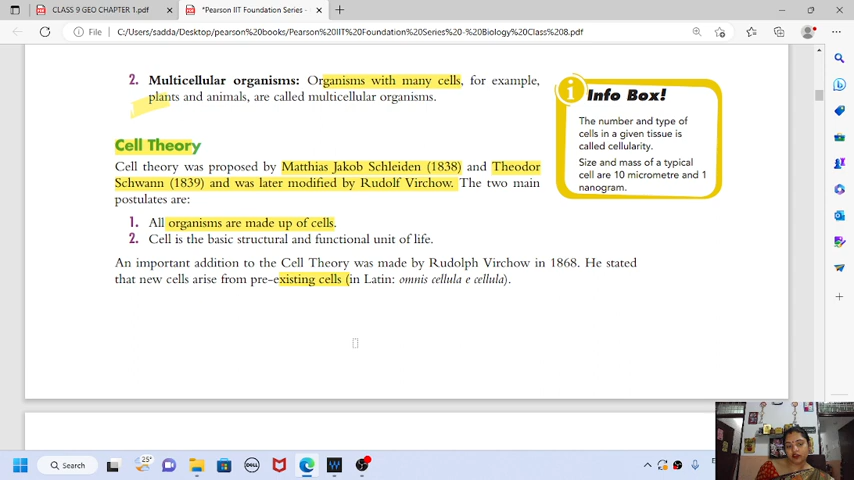 CLASS 9 GEO CHAPTER 1.pdf
*Pearson IIT Foundation Series -
File
C:/Users/sadda/Desktop/pearson%20books/Pearson%20IIT%20Foundation%20Series%20-%20Biology%20Class%208.pdf
2. Multicellular organisms: Organisms with many cells, for example,
plants and animals, are called multicellular organisms.
Info Box!
The number and type of
cells in a given tissue is
called cellularity.
Size and mass of a typical
cell are 10 micrometre and 1
nanogram.
Cell Theory
Cell theory was proposed by Matthias Jakob Schleiden (1838) and Theodor
Schwann (1839) and was later modified by Rudolf Virchow. The two main
postulates are:
1. All organisms are made up of cells.
2. Cell is the basic structural and functional unit of life.
An important addition to the Cell Theory was made by Rudolph Virchow in 1868. He stated
that new cells arise from pre-existing cells (in Latin: omnis cellula e cellula).
Search
25°
DELL